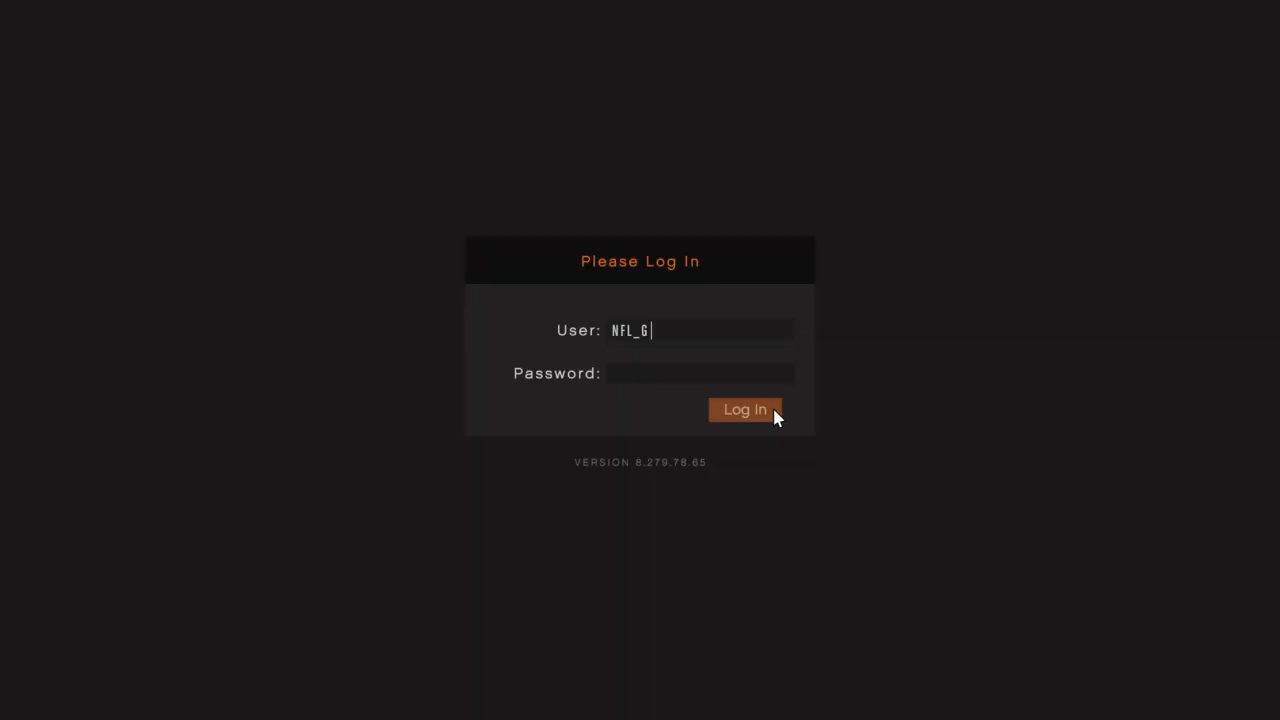 Please Log In
User: NFL_G
Password:
Log In
VERSION 8.279.78.65